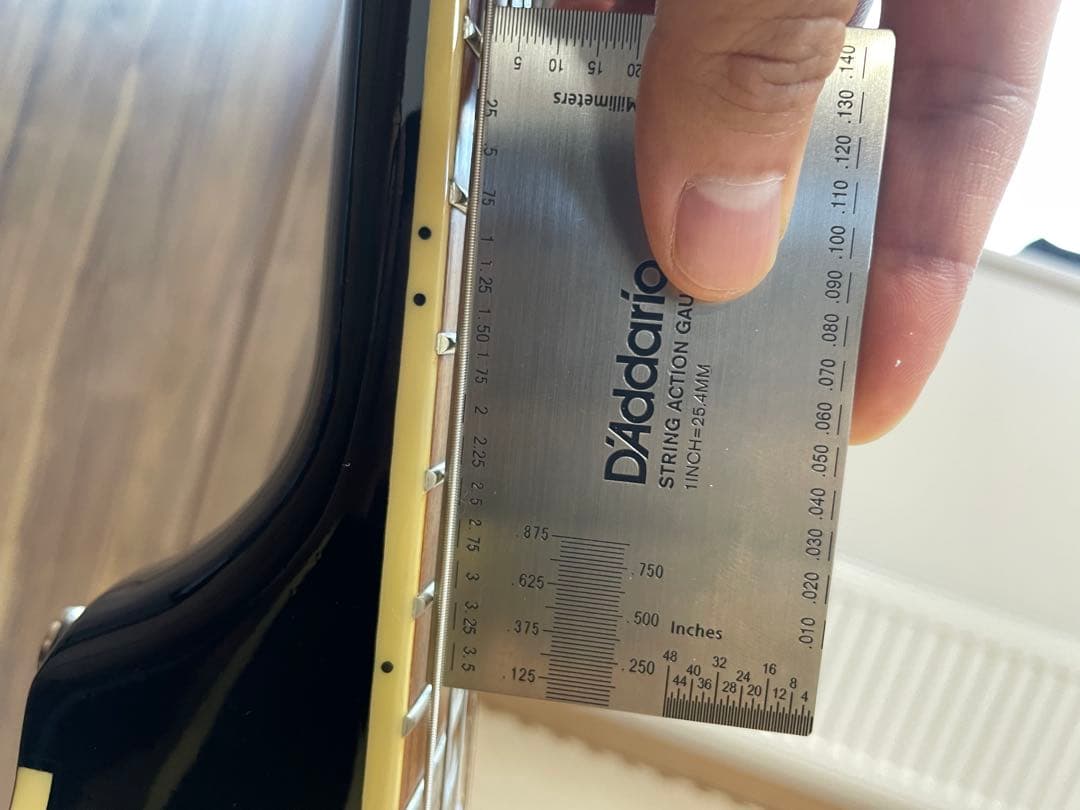 5 10 15 20
Millimeters
.25 .5 .75 1 1.25 1.50 1.75 2 2.25 2.5 2.75 3 3.25 3.5
D'Addario
STRING ACTION GAU
1INCH=25.4MM
.875
.750
.625
.500
.375
.250
.125
Inches
48 40 32 24 16 8
44 36 28 20 12 4
.010 .020 .030 .040 .050 .060 .070 .080 .090 .100 .110 .120 .130 .140